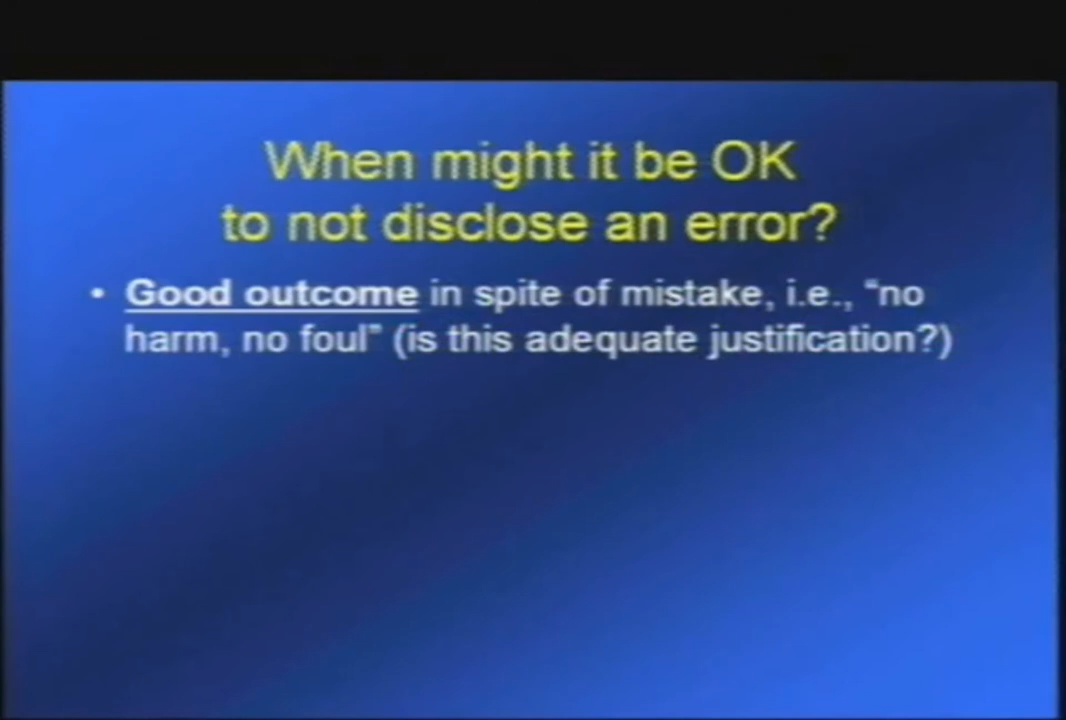 When might it be OK
to not disclose an error?
• Good outcome in spite of mistake, i.e., “no
harm, no foul” (is this adequate justification?)